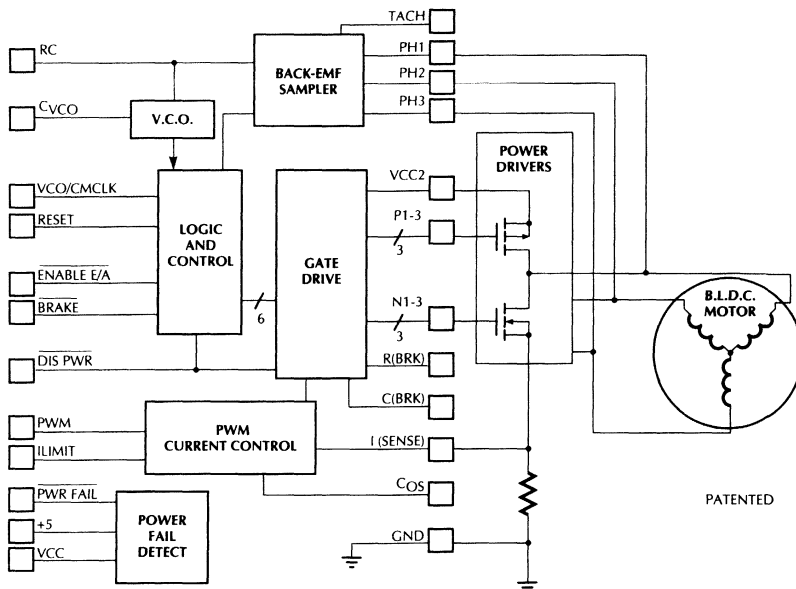 TACH
RC
PH1
BACK-EMF
SAMPLER
PH2
PH3
CVCO
V.C.O.
POWER
DRIVERS
VCC2
VCO/CMCLK
RESET
LOGIC
AND
CONTROL
P1-3
3
GATE
DRIVE
ENABLE E/A
BRAKE
6
N1-3
3
B.L.D.C.
MOTOR
DIS PWR
R(BRK)
C(BRK)
PWM
ILIMIT
PWM
CURRENT CONTROL
I (SENSE)
COS
PWR FAIL
+5
VCC
POWER
FAIL
DETECT
GND
PATENTED